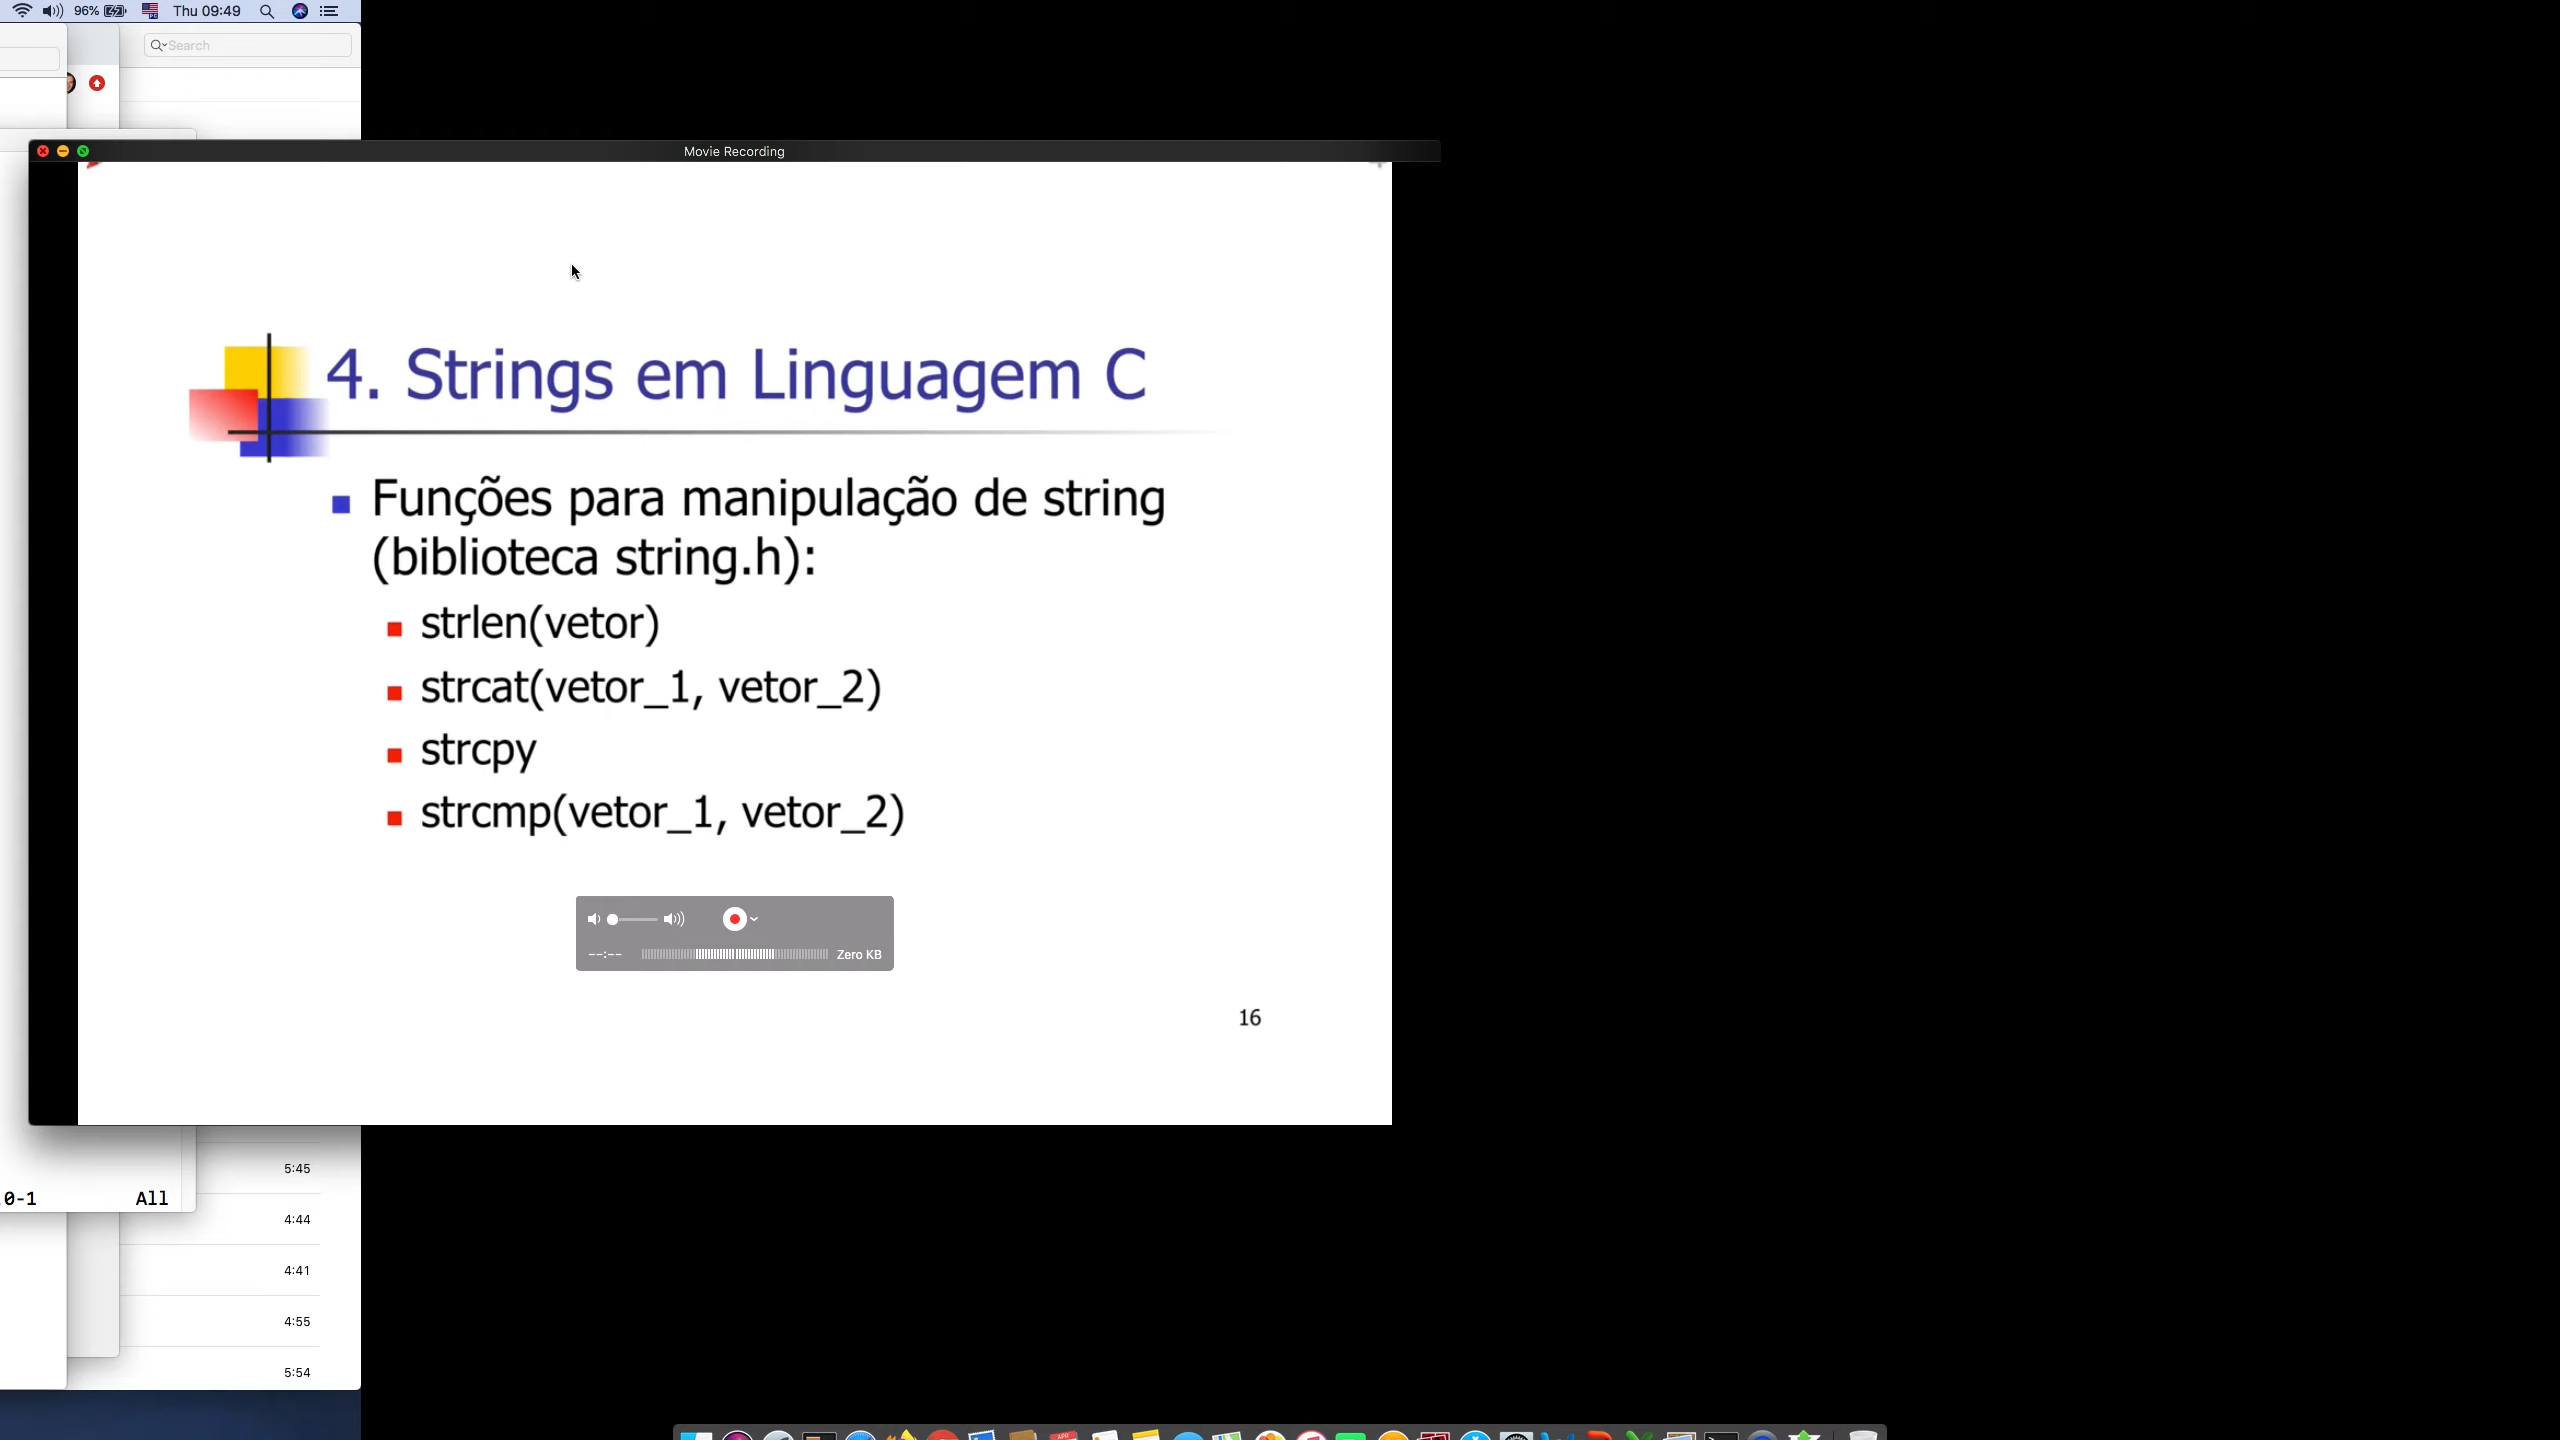 96%
Thu 09:49
Search
Movie Recording
4. Strings em Linguagem C
Funções para manipulação de string
(biblioteca string.h):
strlen(vetor)
strcat(vetor_1, vetor_2)
strcpy
strcmp(vetor_1, vetor_2)
--:--
Zero KB
16
5:45
0-1 All
4:44
4:41
4:55
5:54
APR